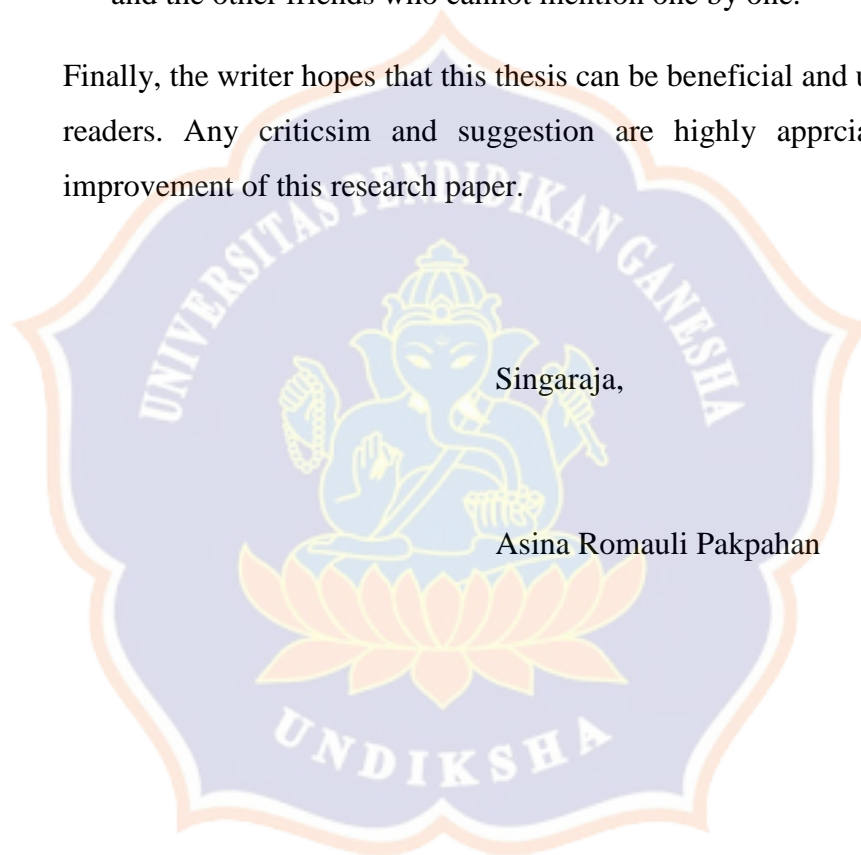 and the other friends who cannot mention one by one.
Finally, the writer hopes that this thesis can be beneficial and
readers. Any criticsim and suggestion are highly
improvement of this research paper.
UNIVERSITAS PENDIDIKAN GANESHA
Singaraja,
Asina Romauli Pakpahan
UNDIKSHA